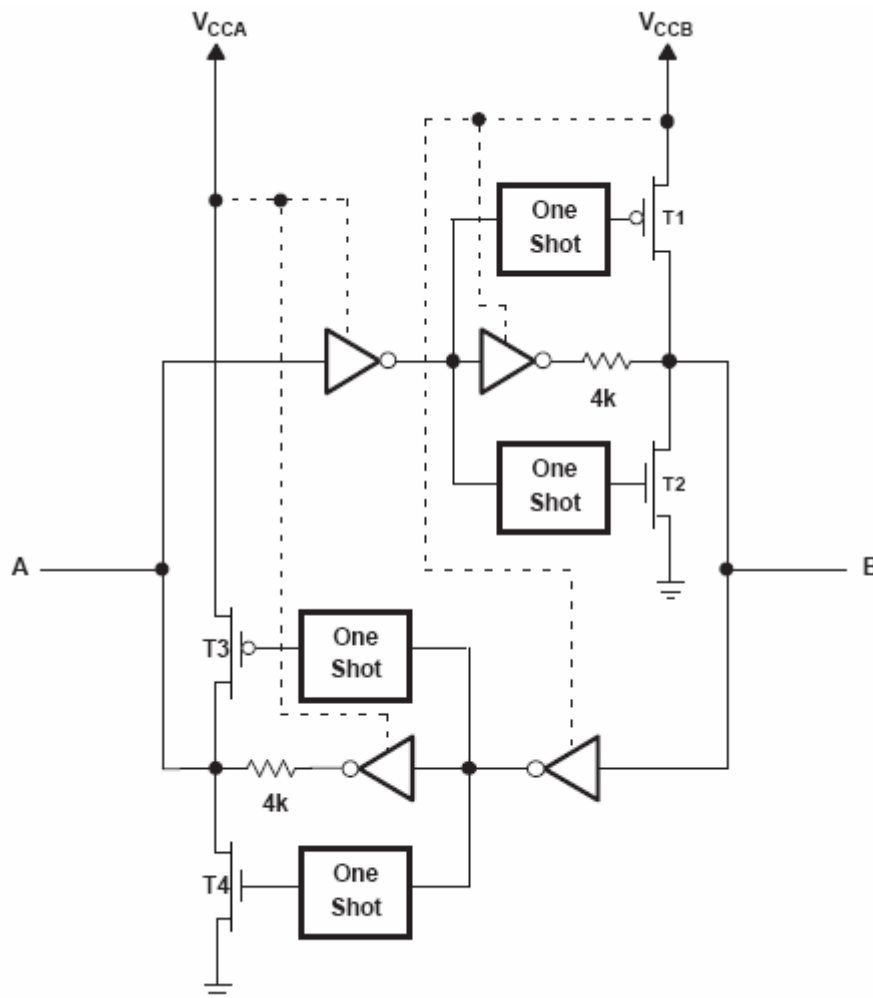 VCCA
VCCB
One
Shot
T1
4k
One
Shot
T2
A
B
T3
One
Shot
4k
T4
One
Shot